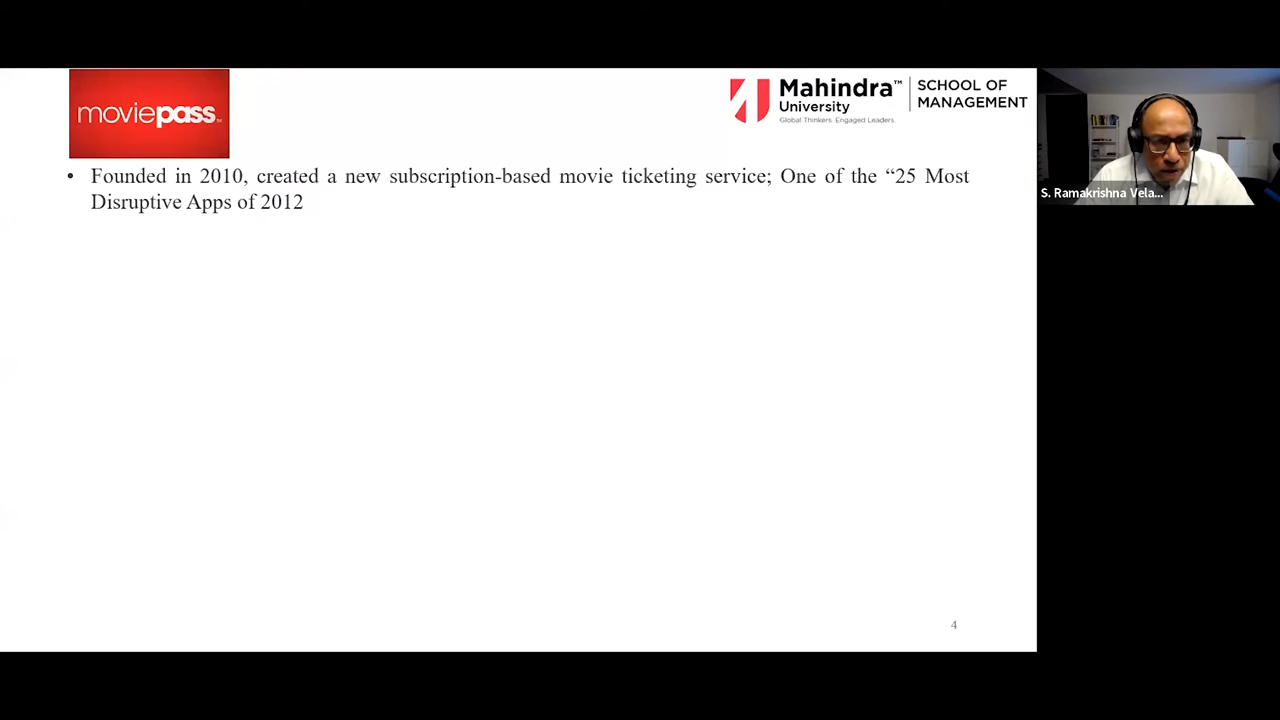 moviepass™
Mahindra™
University
Global Thinkers. Engaged Leaders.
SCHOOL OF
MANAGEMENT
• Founded in 2010, created a new subscription-based movie ticketing service; One of the “25 Most
Disruptive Apps of 2012
S. Ramakrishna Vela...
4